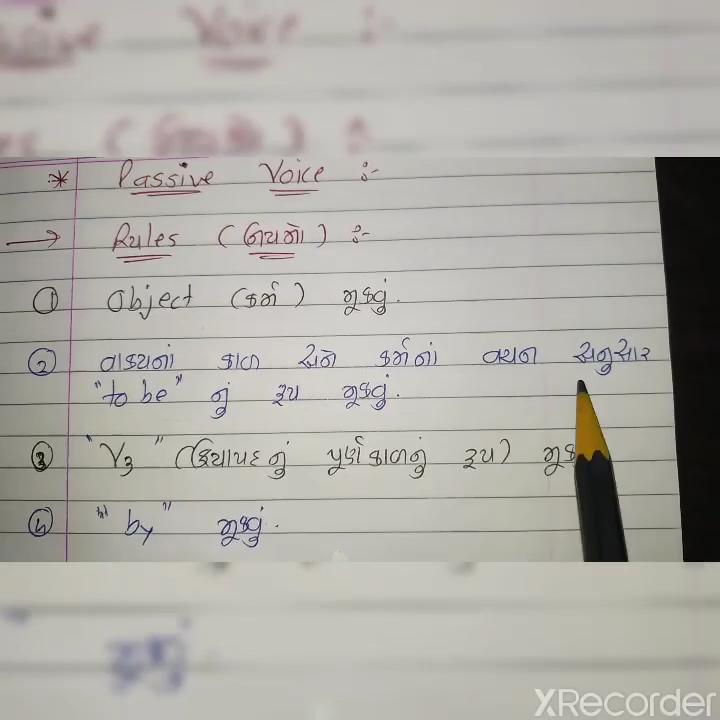 * Passive Voice :-
→ Rules (નિયમો) :-
① Object (કર્મ) મૂકવું.
② વાક્યનાં કાળ અને કર્મનાં વચન અનુસાર
"to be" નું રૂપ મૂકવું.
③ "V3" (ક્રિયાપદનું પૂર્ણકાળનું રૂપ)
④ "by" મૂકવું.
XRecorder